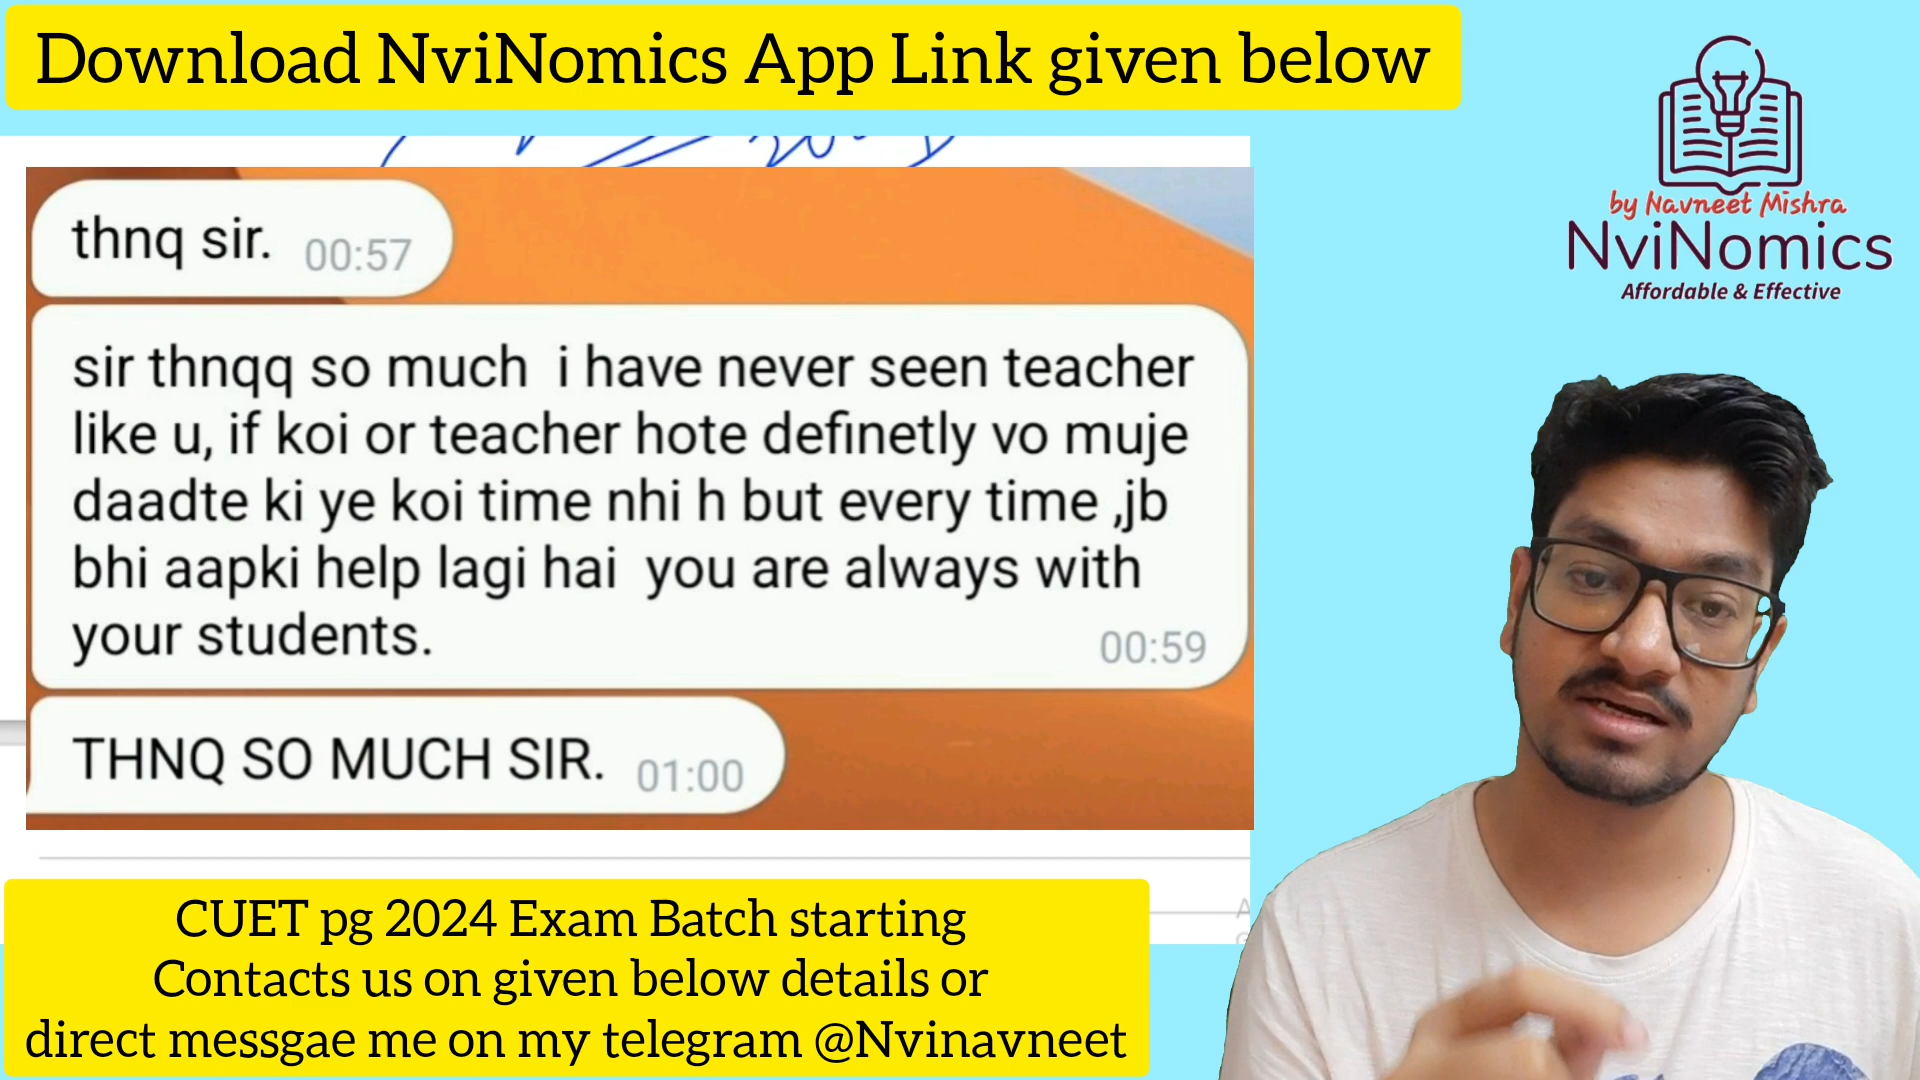 Download NviNomics App Link given below
by Navneet Mishra
NviNomics
Affordable & Effective
thnq sir. 00:57
sir thnqq so much i have never seen teacher
like u, if koi or teacher hote definetly vo muje
daadte ki ye koi time nhi h but every time ,jb
bhi aapki help lagi hai you are always with
your students. 00:59
THNQ SO MUCH SIR. 01:00
CUET pg 2024 Exam Batch starting
Contacts us on given below details or
direct messgae me on my telegram @Nvinavneet